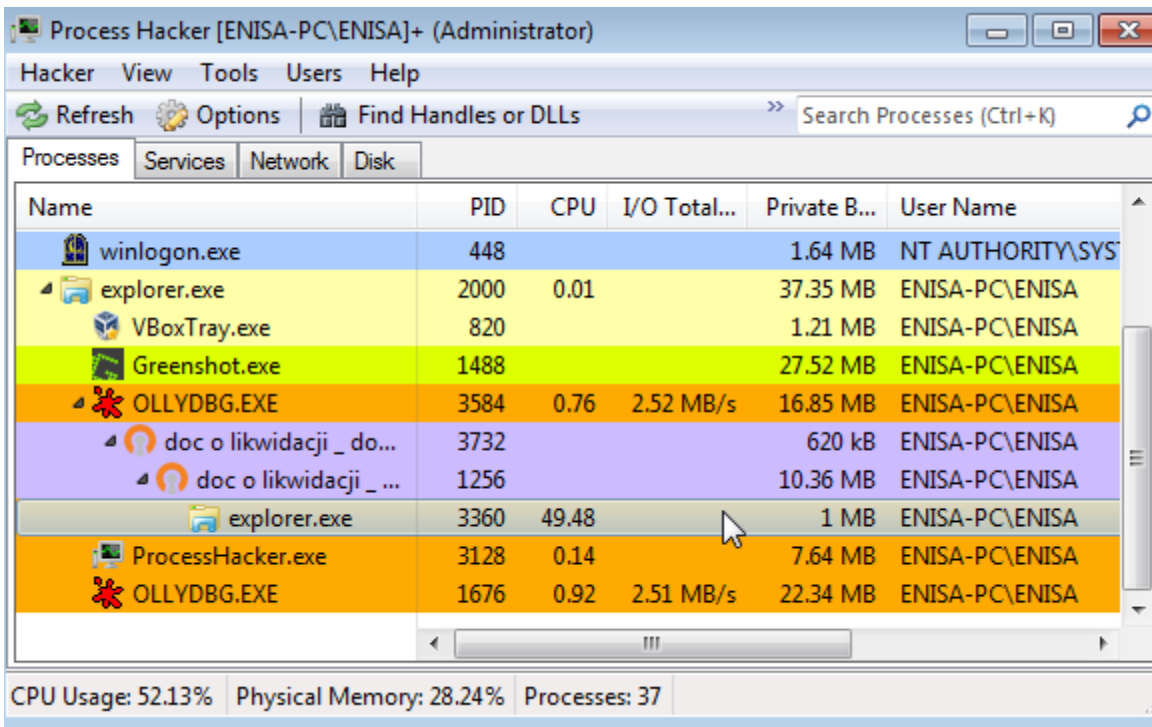 Process Hacker [ENISA-PC\ENISA]+ (Administrator)
Hacker View Tools Users Help
Refresh Options Find Handles or DLLs » Search Processes (Ctrl+K)
Processes Services Network Disk
Name PID CPU I/O Total... Private B... User Name
winlogon.exe 448 1.64 MB NT AUTHORITY\SYS
explorer.exe 2000 0.01 37.35 MB ENISA-PC\ENISA
VBoxTray.exe 820 1.21 MB ENISA-PC\ENISA
Greenshot.exe 1488 27.52 MB ENISA-PC\ENISA
OLLYDBG.EXE 3584 0.76 2.52 MB/s 16.85 MB ENISA-PC\ENISA
doc o likwidacji _ do... 3732 620 kB ENISA-PC\ENISA
doc o likwidacji _ ... 1256 10.36 MB ENISA-PC\ENISA
explorer.exe 3360 49.48 1 MB ENISA-PC\ENISA
ProcessHacker.exe 3128 0.14 7.64 MB ENISA-PC\ENISA
OLLYDBG.EXE 1676 0.92 2.51 MB/s 22.34 MB ENISA-PC\ENISA
CPU Usage: 52.13% Physical Memory: 28.24% Processes: 37